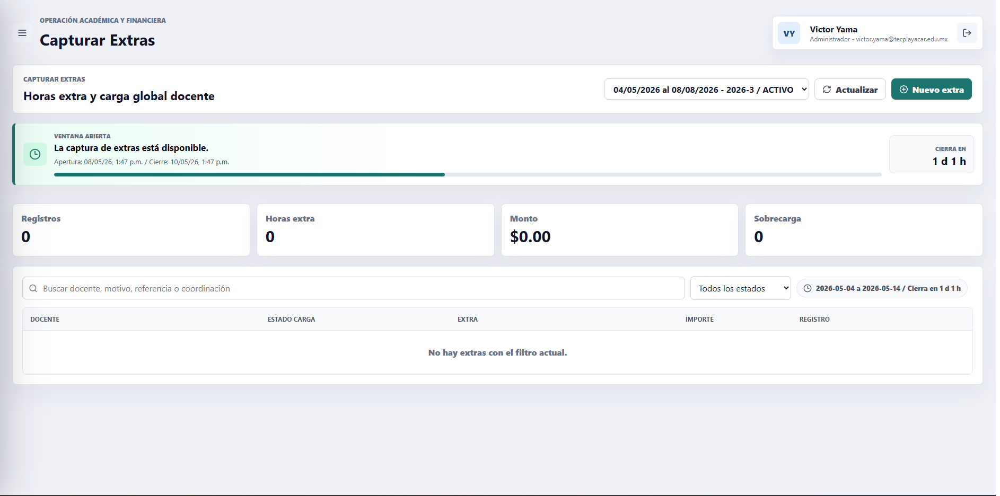 OPERACIÓN ACADÉMICA Y FINANCIERA
Capturar Extras
VY
Victor Yama
Administrador - victor.yama@tecplayacar.edu.mx
CAPTURAR EXTRAS
Horas extra y carga global docente
04/05/2026 al 08/08/2026 - 2026-3 / ACTIVO
Actualizar
Nuevo extra
VENTANA ABIERTA
La captura de extras está disponible.
Apertura: 08/05/26, 1:47 p.m. / Cierre: 10/05/26, 1:47 p.m.
CIERRA EN
1 d 1 h
Registros
0
Horas extra
0
Monto
$0.00
Sobrecarga
0
Buscar docente, motivo, referencia o coordinación
Todos los estados
2026-05-04 a 2026-05-14 / Cierra en 1 d 1 h
DOCENTE ESTADO CARGA EXTRA IMPORTE REGISTRO
No hay extras con el filtro actual.